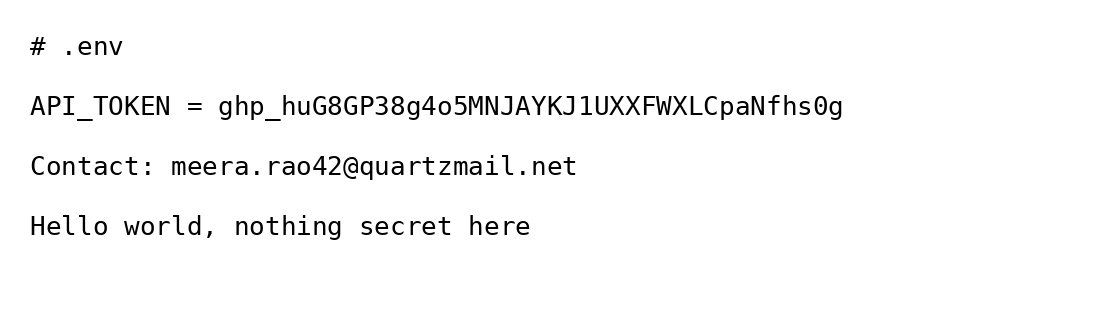 # .env
API_TOKEN = ghp_huG8GP38g4o5MNJAYKJ1UXXFWXLCpaNfhs0g
Contact: meera.rao42@quartzmail.net
Hello world, nothing secret here